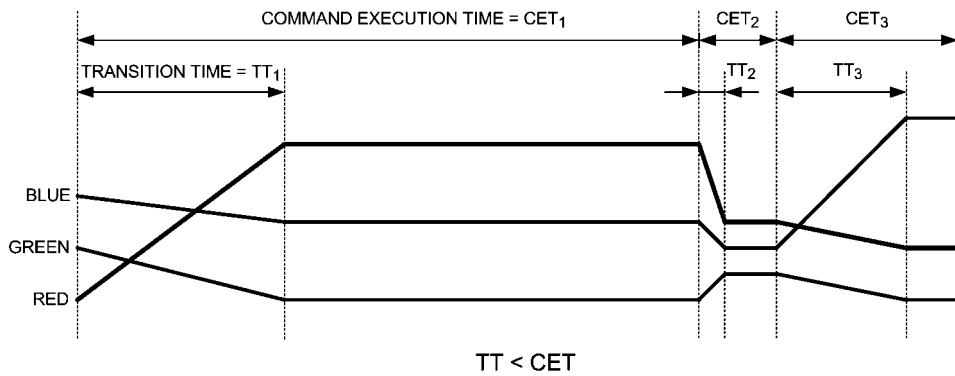 COMMAND EXECUTION TIME = CET₁
CET₂
CET₃
TRANSITION TIME = TT₁
TT₂
TT₃
BLUE
GREEN
RED
TT < CET